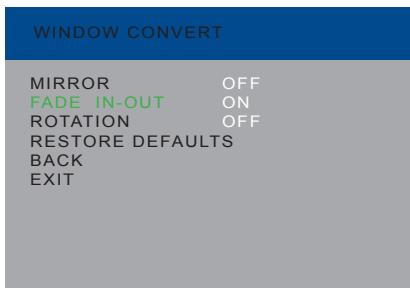 WINDOW CONVERT
MIRROR OFF
FADE IN-OUT ON
ROTATION OFF
RESTORE DEFAULTS
BACK
EXIT